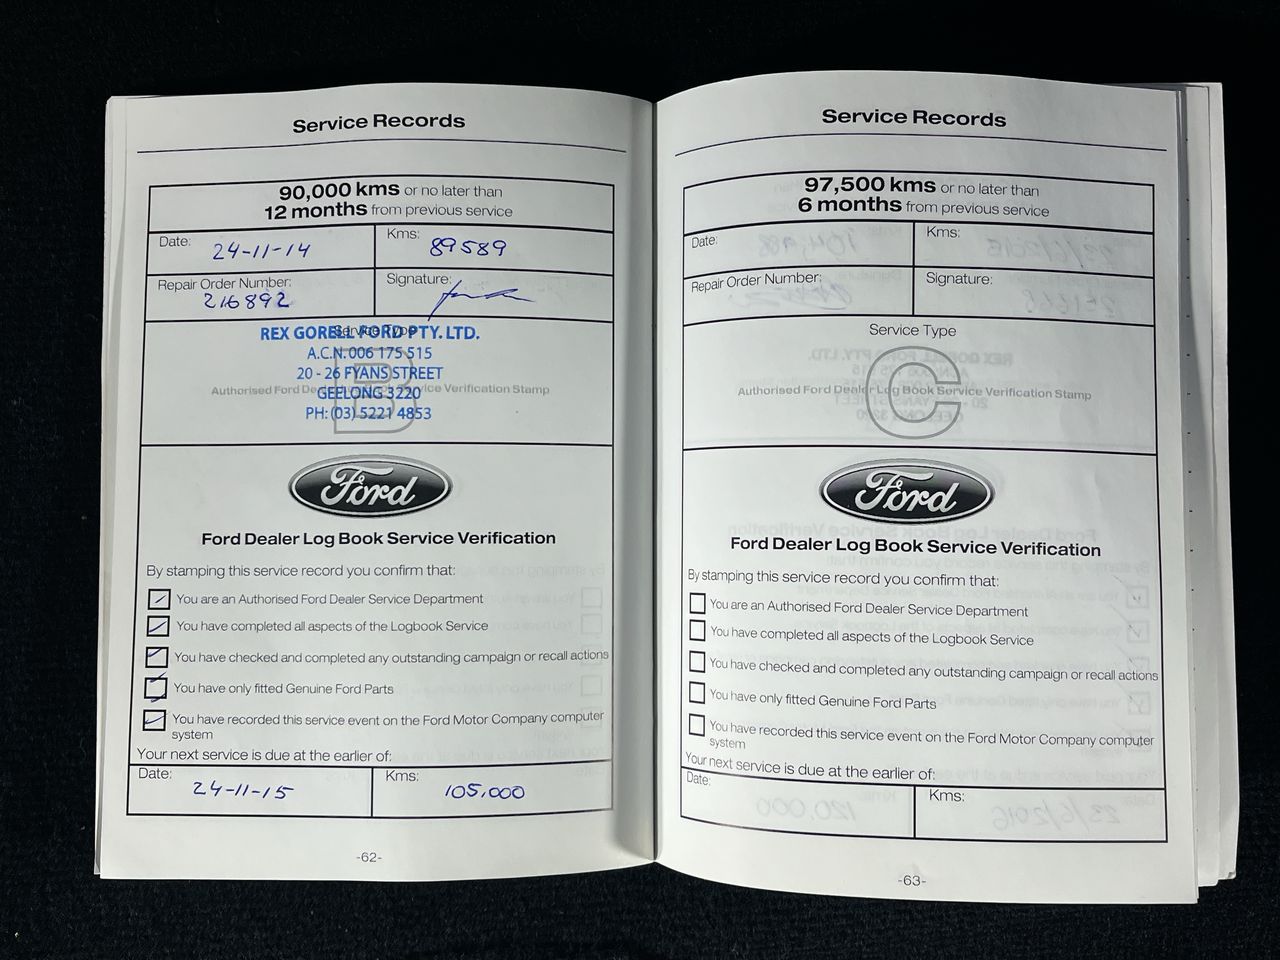 Service Records
90,000 kms or no later than
12 months from previous service
Date: 24-11-14
Kms: 89589
Repair Order Number: 216892
Signature:
Service Type
REX GORELL FORD PTY. LTD.
A.C.N. 006 175 515
20 - 26 FYANS STREET
Authorised Ford Dealer Log Book Service Verification Stamp
B
GEELONG 3220
PH: (03) 5221 4853
Ford
Ford Dealer Log Book Service Verification
By stamping this service record you confirm that:
You are an Authorised Ford Dealer Service Department
You have completed all aspects of the Logbook Service
You have checked and completed any outstanding campaign or recall actions
You have only fitted Genuine Ford Parts
You have recorded this service event on the Ford Motor Company computer
system
Your next service is due at the earlier of:
Date: 24-11-15
Kms: 105,000
-62-
Service Records
97,500 kms or no later than
6 months from previous service
Date:
Kms:
Repair Order Number:
Signature:
Service Type
Authorised Ford Dealer Log Book Service Verification Stamp
C
Ford
Ford Dealer Log Book Service Verification
By stamping this service record you confirm that:
You are an Authorised Ford Dealer Service Department
You have completed all aspects of the Logbook Service
You have checked and completed any outstanding campaign or recall actions
You have only fitted Genuine Ford Parts
You have recorded this service event on the Ford Motor Company computer
system
Your next service is due at the earlier of:
Date:
Kms:
-63-